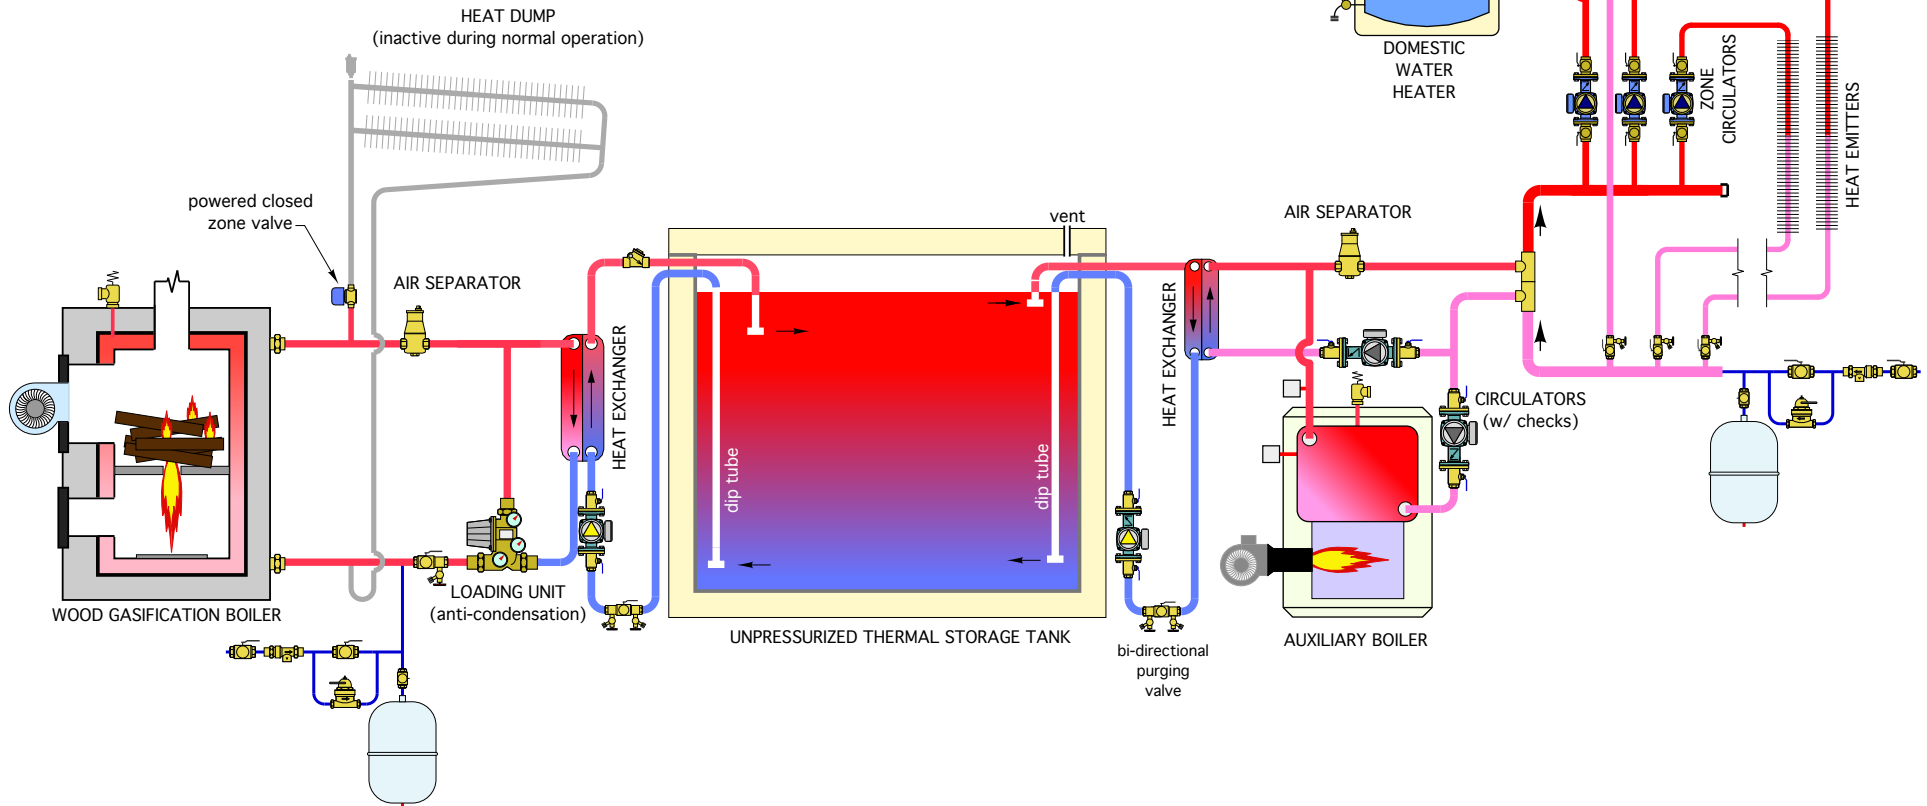 HEAT DUMP
(inactive during normal operation)
DOMESTIC
WATER
HEATER
ZONE
CIRCULATORS
HEAT EMITTERS
powered closed
zone valve
AIR SEPARATOR
vent
AIR SEPARATOR
HEAT EXCHANGER
HEAT EXCHANGER
dip tube
dip tube
CIRCULATORS
(w/ checks)
LOADING UNIT
(anti-condensation)
WOOD GASIFICATION BOILER
UNPRESSURIZED THERMAL STORAGE TANK
bi-directional
purging
valve
AUXILIARY BOILER